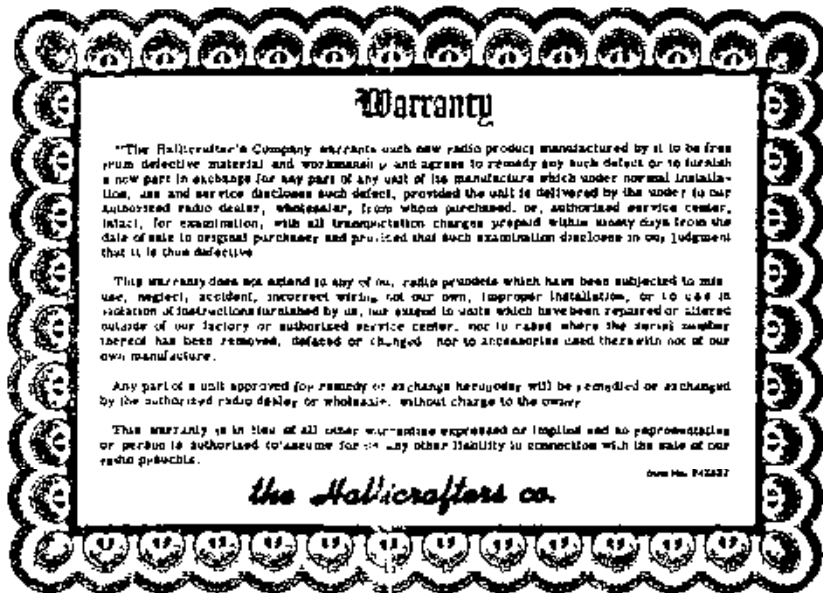 Warranty
"The Hallicrafter's Company warrants each new radio product manufactured by it to be free
from defective material and workmanship and agrees to remedy any such defect or to furnish
a new part in exchange for any part of any unit of its manufacture which under normal installa-
tion, use and service discloses such defect, provided the unit is delivered by the owner to our
authorized radio dealer, wholesaler, from whom purchased, or, authorized service center,
intact, for examination, with all transportation charges prepaid within ninety days from the
date of sale to original purchaser and provided that such examination discloses in our judgment
that it is thus defective
This warranty does not extend to any of our radio products which have been subjected to mis-
use, neglect, accident, incorrect wiring not our own, improper installation, or to use in
violation of instructions furnished by us, nor extend to units which have been repaired or altered
outside of our factory or authorized service center, nor to cases where the serial number
thereof has been removed, defaced or changed, nor to accessories used therewith not of our
own manufacture.
Any part of a unit approved for remedy or exchange hereunder will be remedied or exchanged
by the authorized radio dealer or wholesaler without charge to the owner
This warranty is in lieu of all other warranties expressed or implied and no representative
or person is authorized to assume for us any other liability in connection with the sale of our
radio products.
the Hallicrafters co.